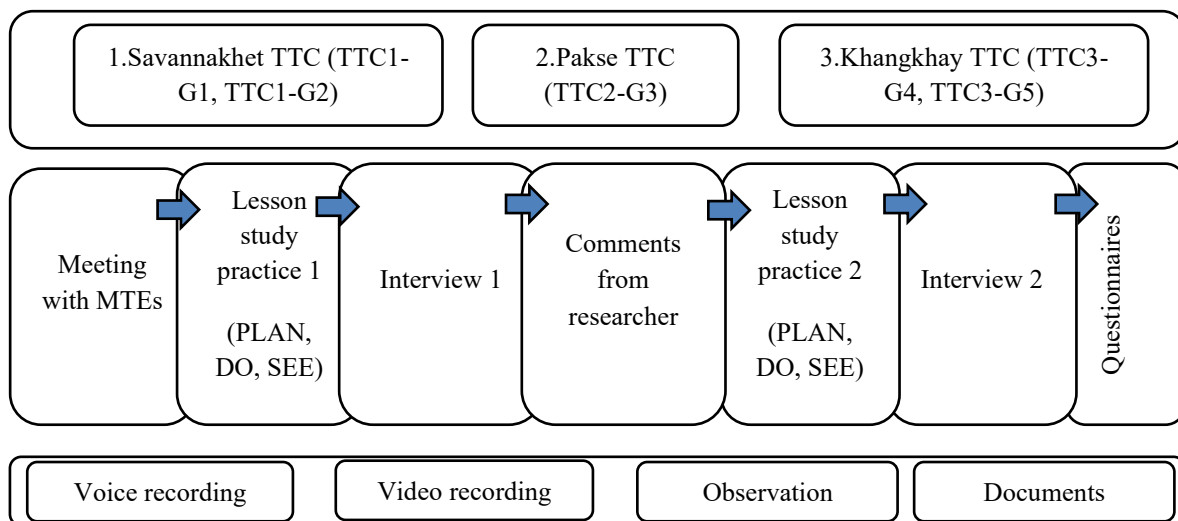 1.Savannakhet TTC (TTC1-
G1, TTC1-G2)
2.Pakse TTC
(TTC2-G3)
3.Khangkhay TTC (TTC3-
G4, TTC3-G5)
Meeting
with MTEs
Lesson
study
practice 1
(PLAN,
DO, SEE)
Interview 1
Comments
from
researcher
Lesson
study
practice 2
(PLAN,
DO, SEE)
Interview 2
Questionnaires
Voice recording
Video recording
Observation
Documents